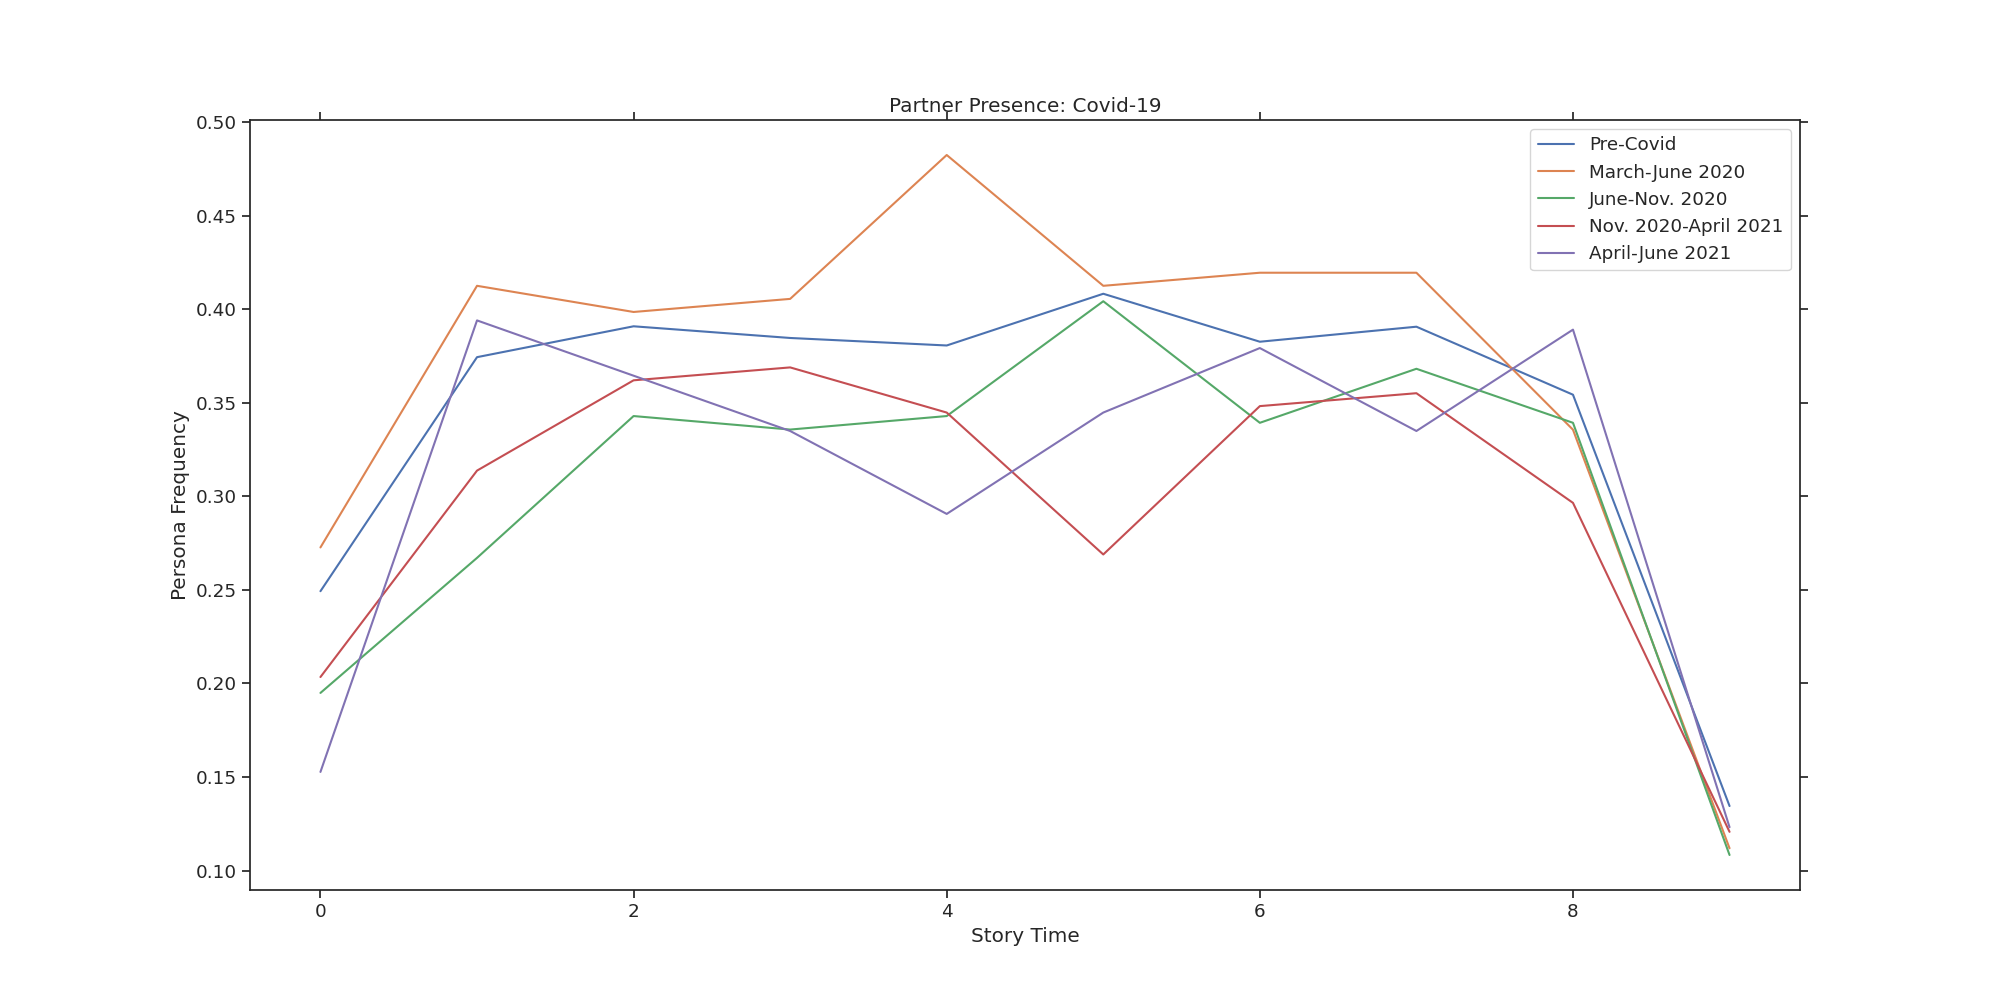 Partner Presence: Covid-19
0.50
0.45
0.40
0.35
0.30
0.25
0.20
0.15
0.10
Persona Frequency
Pre-Covid
March-June 2020
June-Nov. 2020
Nov. 2020-April 2021
April-June 2021
0 2 4 6 8
Story Time